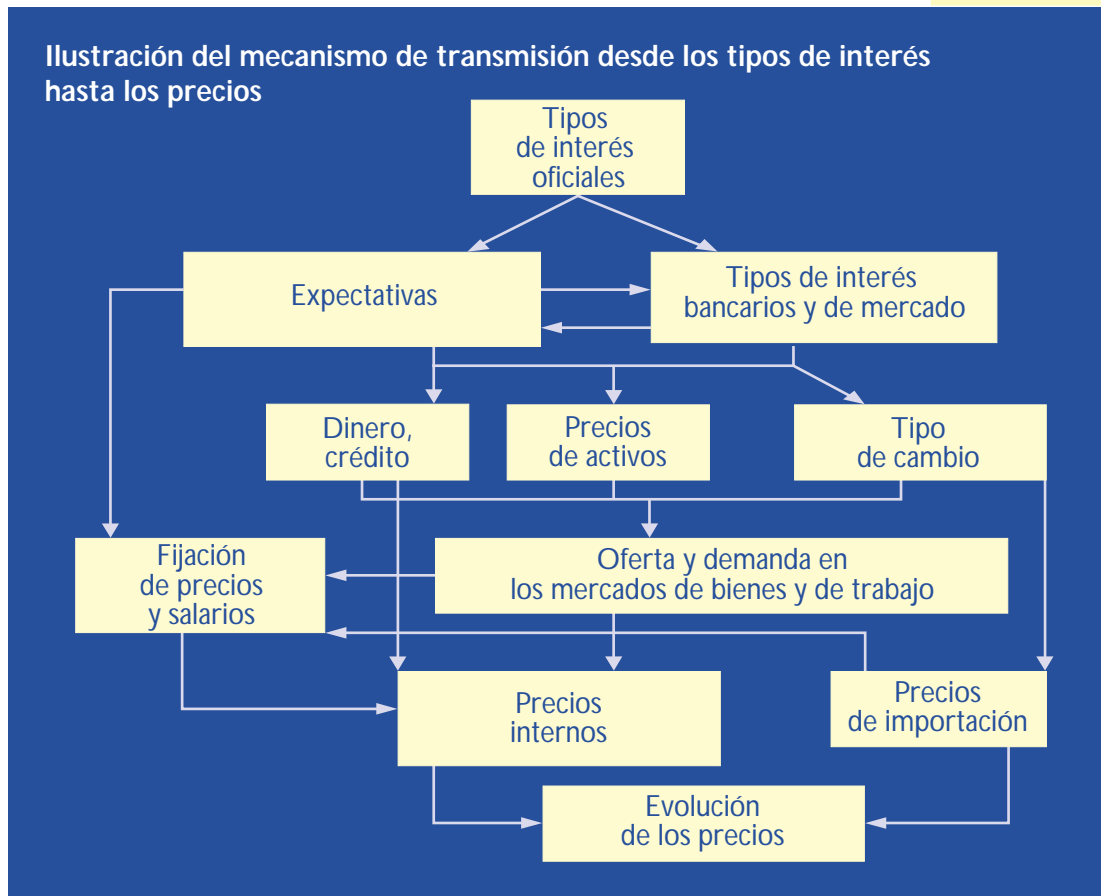 Ilustración del mecanismo de transmisión desde los tipos de interés
hasta los precios
Tipos
de interés
oficiales
Expectativas
Tipos de interés
bancarios y de mercado
Dinero,
crédito
Precios
de activos
Tipo
de cambio
Fijación
de precios
y salarios
Oferta y demanda en
los mercados de bienes y de trabajo
Precios
internos
Precios
de importación
Evolución
de los precios